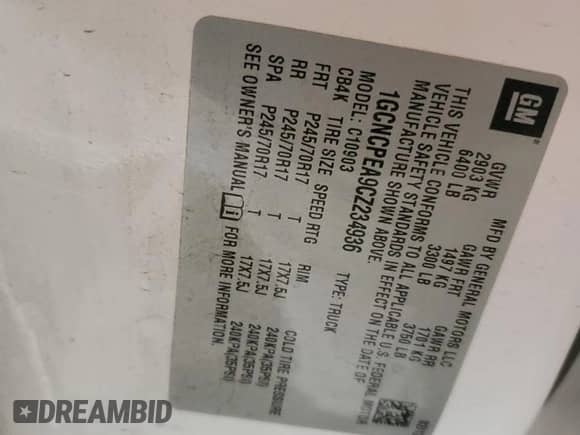 GM
MFD BY GENERAL MOTORS LLC
GVWR GAWR FRT GAWR RR
2903 KG 1497 KG 1701 KG
6400 LB 3300 LB 3750 LB
THIS VEHICLE CONFORMS TO ALL APPLICABLE U.S. FEDERAL MOTOR
VEHICLE SAFETY STANDARDS IN EFFECT ON THE DATE OF
MANUFACTURE SHOWN ABOVE.
1GCNCPEA9CZ234936
TYPE: TRUCK
MODEL: C10903
CB4K TIRE SIZE SPEED RTG RIM COLD TIRE PRESSURE
FRT P245/70R17 T 17X7.5J 240KPA(35PSI)
RR P245/70R17 T 17X7.5J 240KPA(35PSI)
SPA P245/70R17 T 17X7.5J 240KPA(35PSI)
SEE OWNER'S MANUAL FOR MORE INFORMATION.
DREAMBID